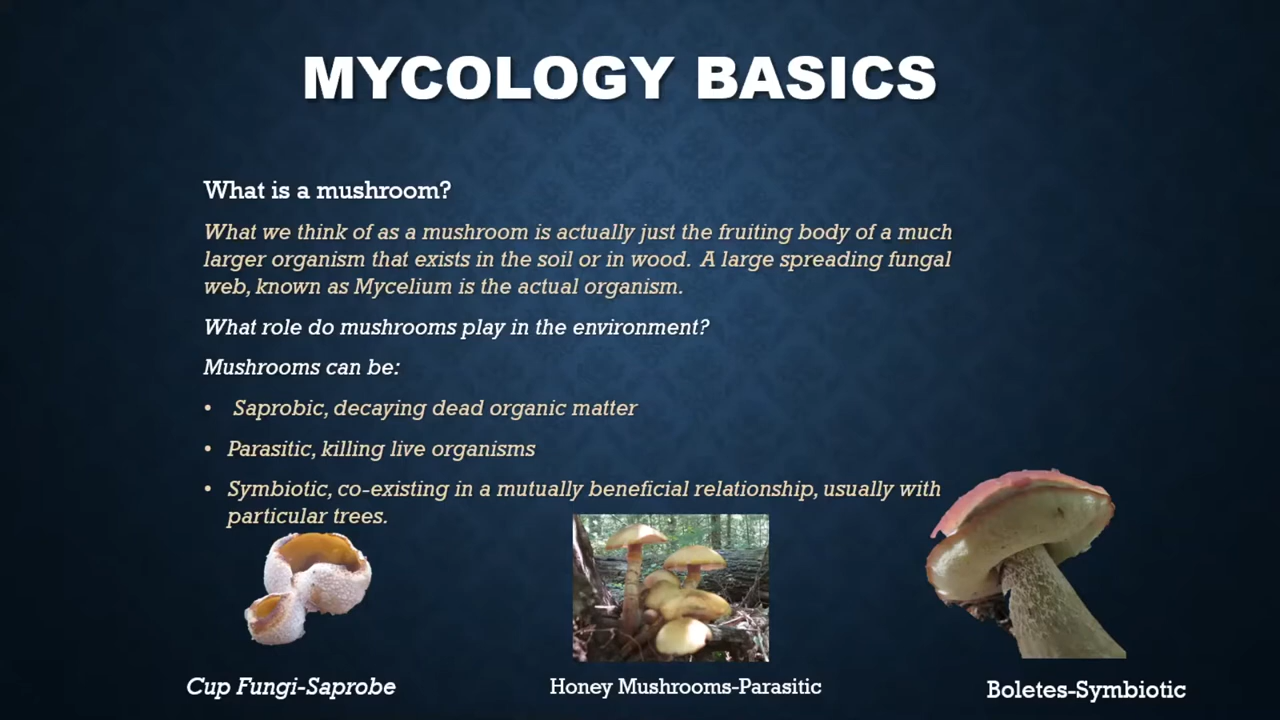 MYCOLOGY BASICS
What is a mushroom?
What we think of as a mushroom is actually just the fruiting body of a much
larger organism that exists in the soil or in wood.  A large spreading fungal
web, known as Mycelium is the actual organism.
What role do mushrooms play in the environment?
Mushrooms can be:
• Saprobic, decaying dead organic matter
• Parasitic, killing live organisms
• Symbiotic, co-existing in a mutually beneficial relationship, usually with
particular trees.
Cup Fungi-Saprobe
Honey Mushrooms-Parasitic
Boletes-Symbiotic